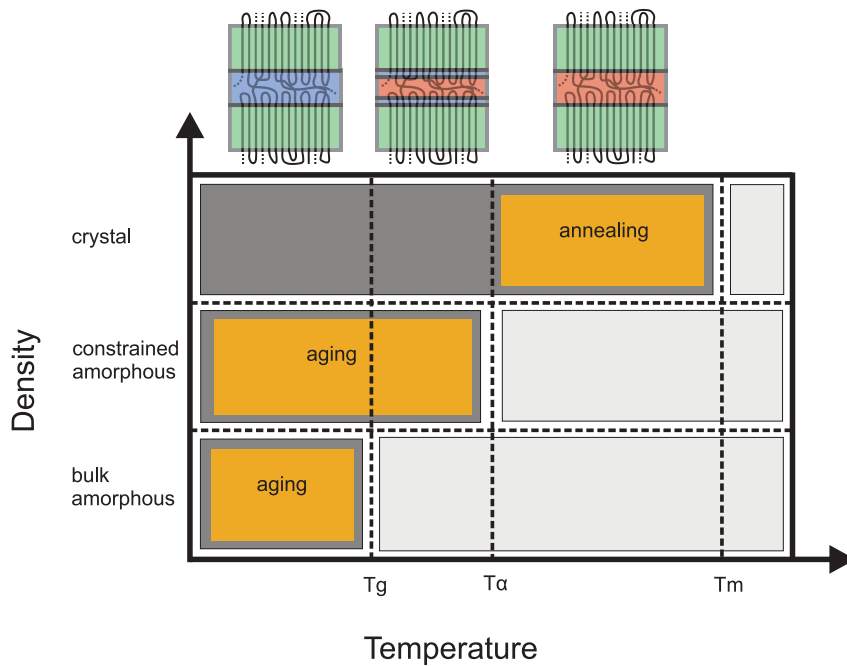 crystal
annealing
constrained
amorphous
aging
bulk
amorphous
aging
Density
Tg
Tα
Tm
Temperature